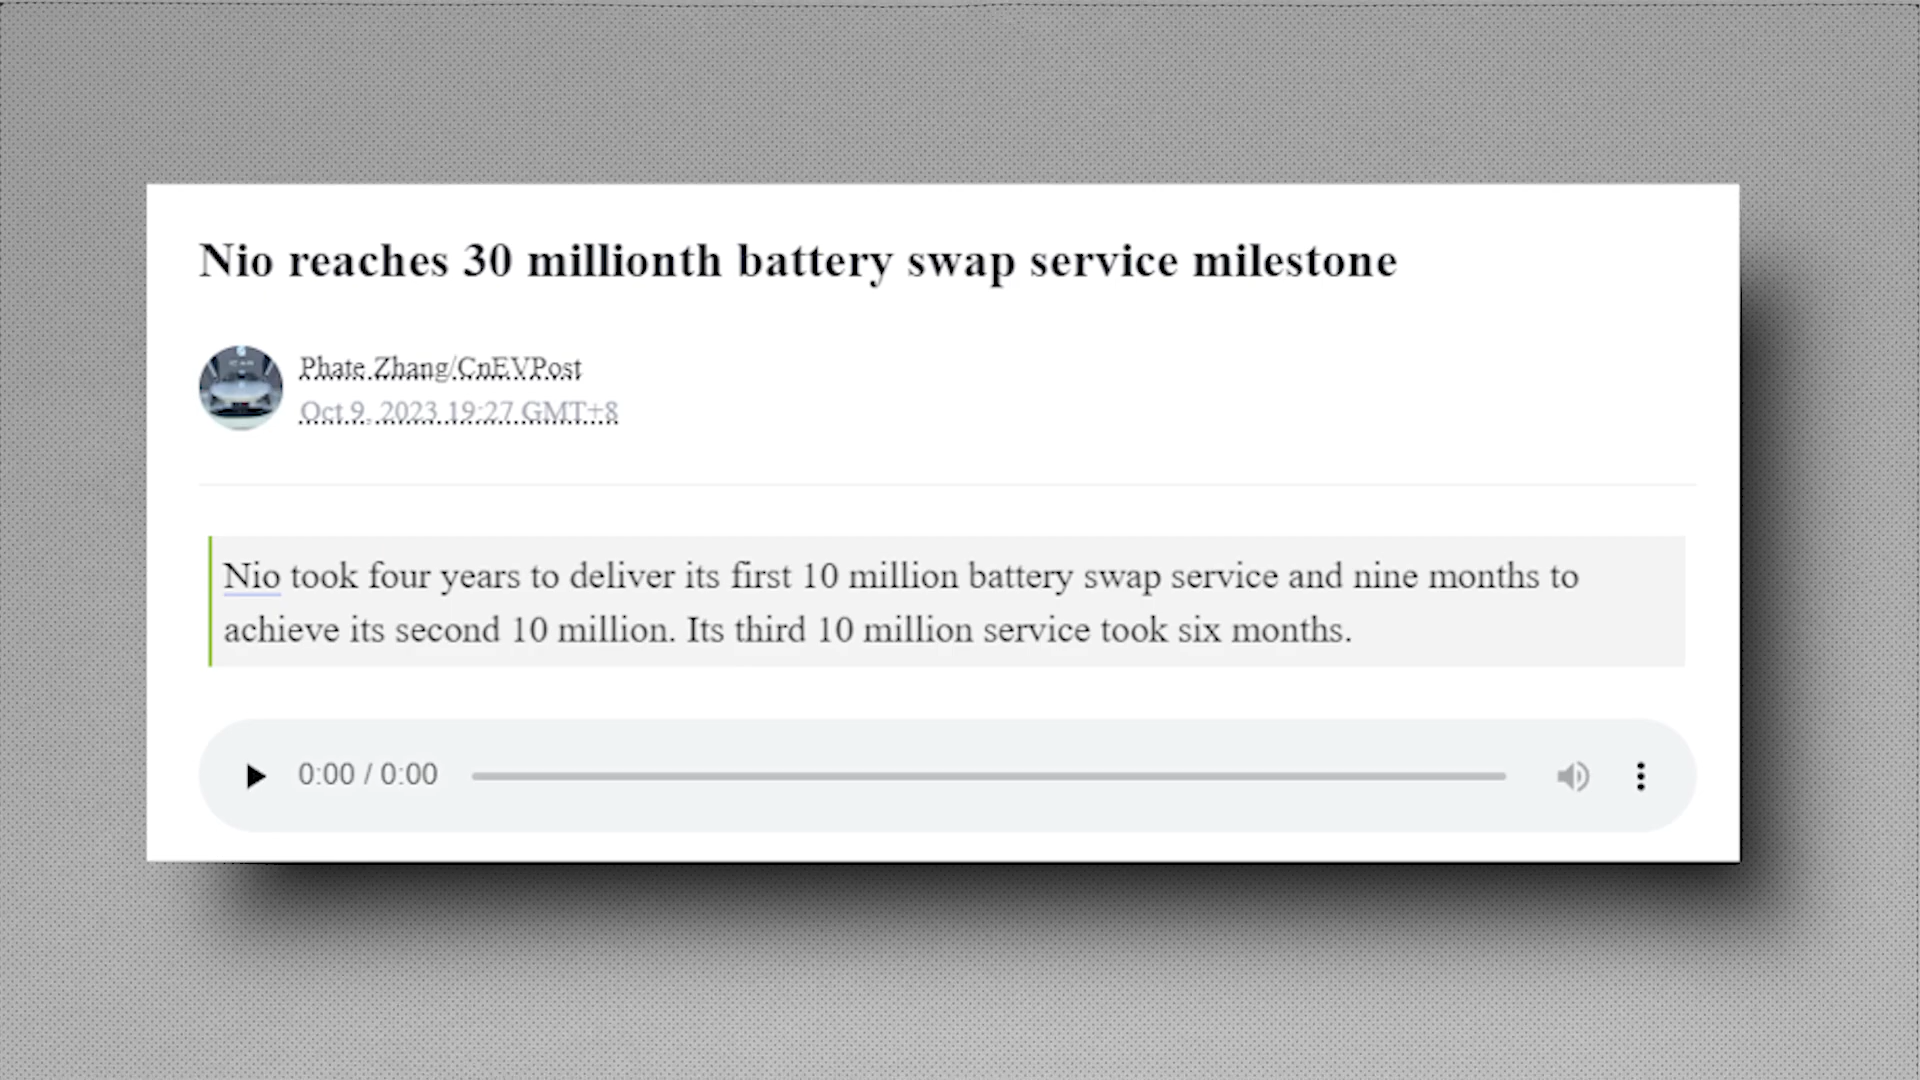 Nio reaches 30 millionth battery swap service milestone
Phate Zhang/CnEVPost
Oct 9, 2023 19:27 GMT+8
Nio took four years to deliver its first 10 million battery swap service and nine months to
achieve its second 10 million. Its third 10 million service took six months.
0:00 / 0:00